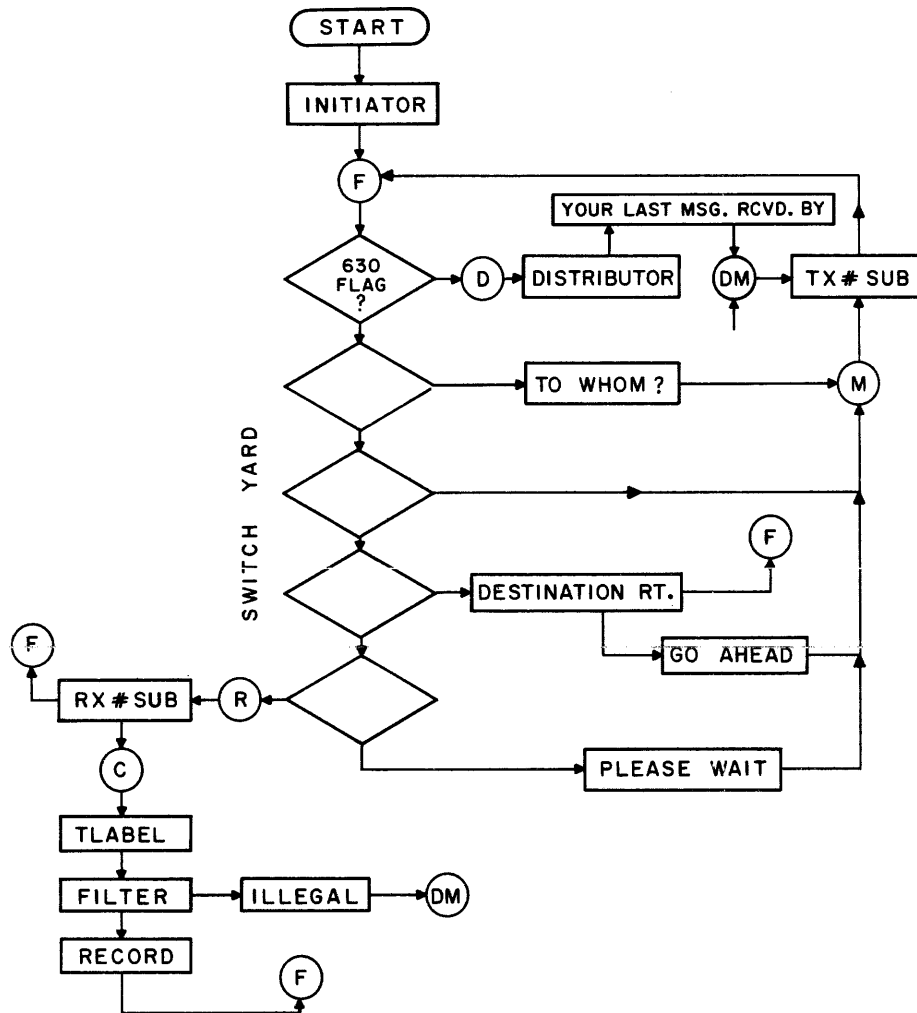 START
INITIATOR
F
YOUR LAST MSG. RCVD. BY
630
FLAG
?
D
DISTRIBUTOR
DM
TX # SUB
TO WHOM ?
M
SWITCH YARD
F
DESTINATION RT.
GO AHEAD
F
RX # SUB
R
PLEASE WAIT
C
TLABEL
FILTER
ILLEGAL
DM
RECORD
F